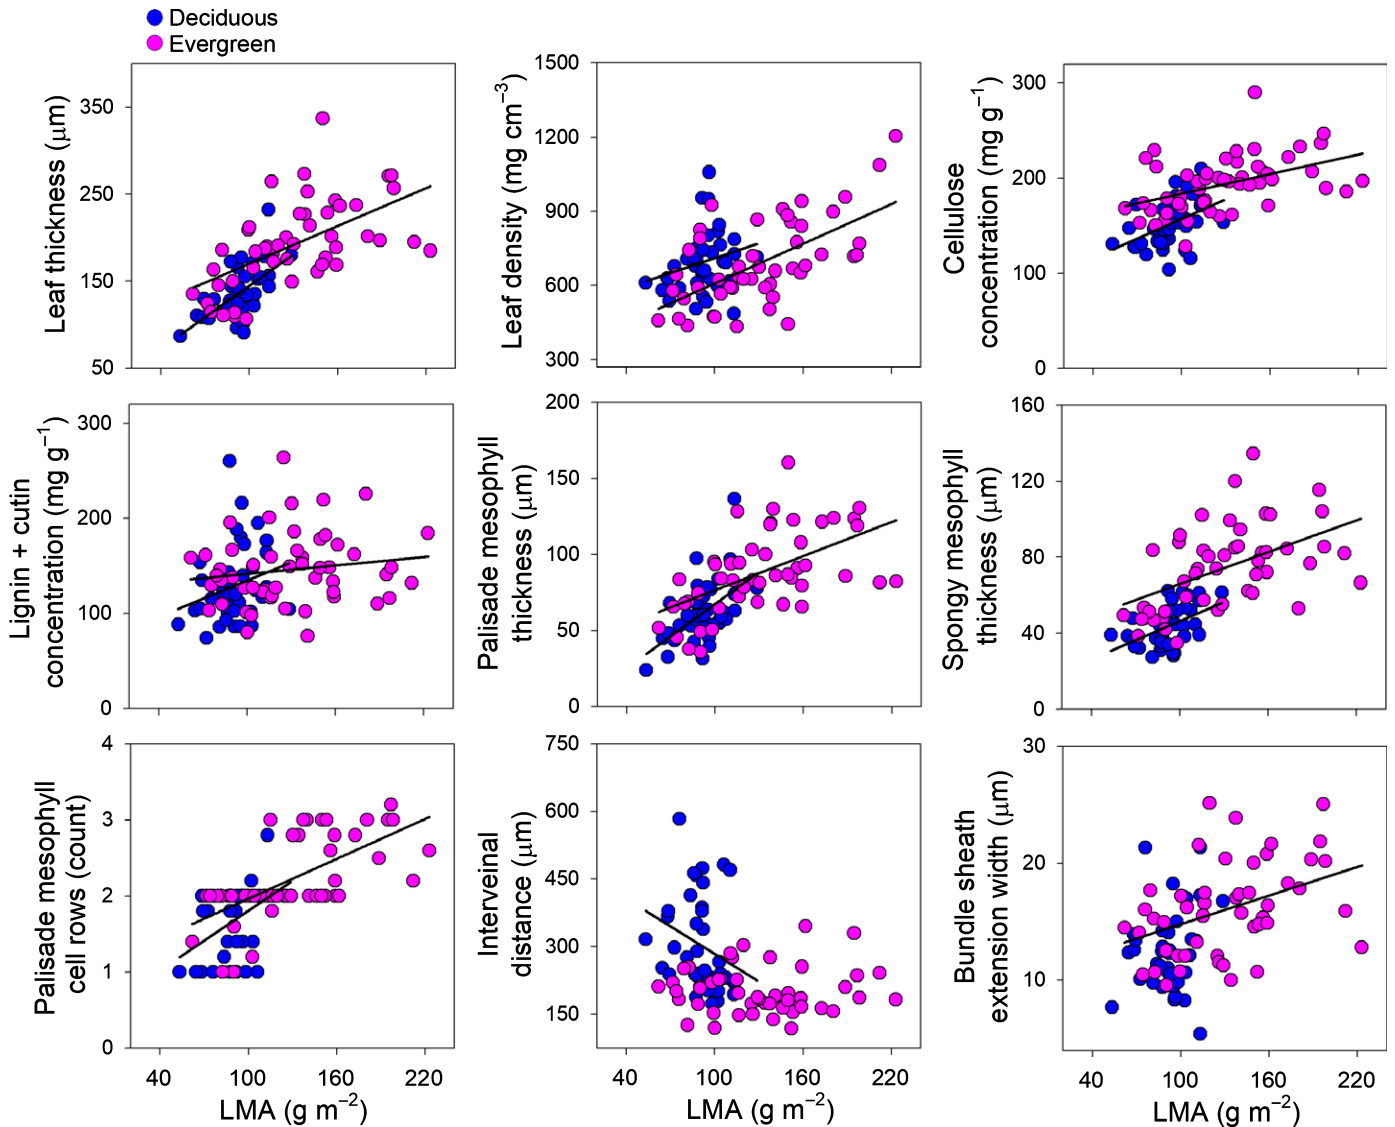 Deciduous
Evergreen
Leaf thickness (μm)
350
250
150
50
Leaf density (mg cm⁻³)
1500
1200
900
600
300
Cellulose
concentration (mg g⁻¹)
300
200
100
0
Lignin + cutin
concentration (mg g⁻¹)
300
200
100
0
Palisade mesophyll
thickness (μm)
200
150
100
50
0
Spongy mesophyll
thickness (μm)
160
120
80
40
0
Palisade mesophyll
cell rows (count)
4
3
2
1
0
40 100 160 220
LMA (g m⁻²)
Interveinal
distance (μm)
750
600
450
300
150
40 100 160 220
LMA (g m⁻²)
Bundle sheath
extension width (μm)
30
20
10
40 100 160 220
LMA (g m⁻²)